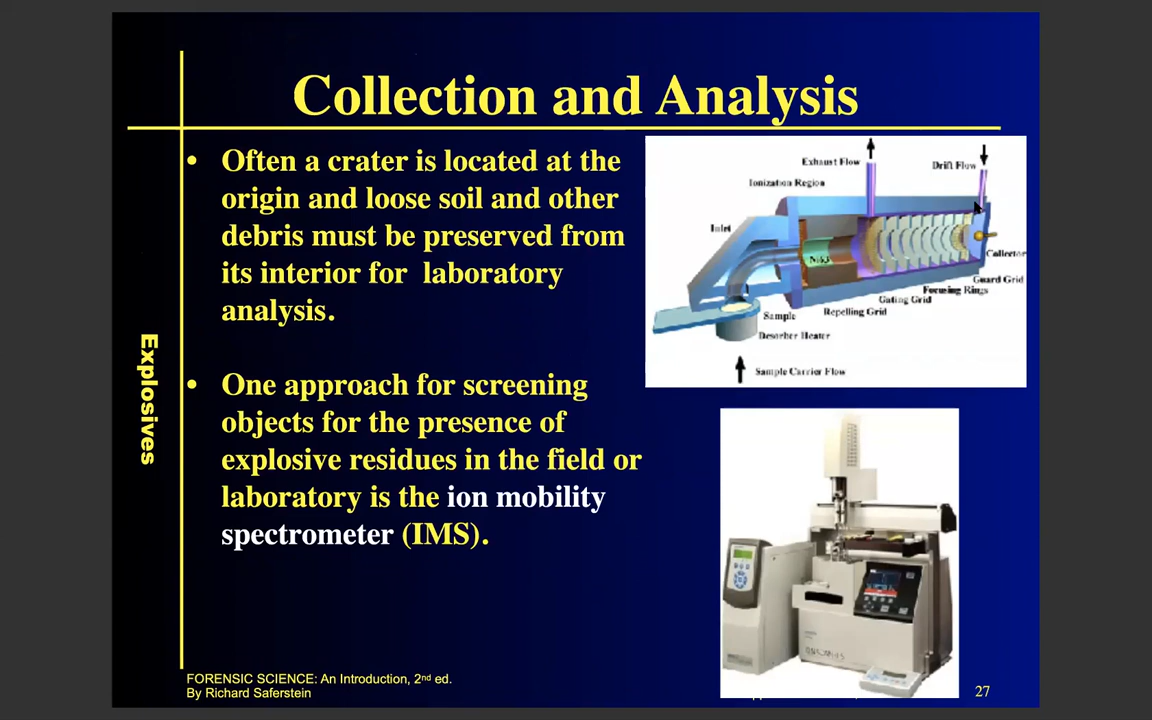 Collection and Analysis
• Often a crater is located at the
origin and loose soil and other
debris must be preserved from
its interior for laboratory
analysis.
• One approach for screening
objects for the presence of
explosive residues in the field or
laboratory is the ion mobility
spectrometer (IMS).
Explosives
Exhaust Flow
Drift Flow
Ionization Region
Inlet
Ni63
Collector
Guard Grid
Focusing Rings
Gating Grid
Repelling Grid
Sample
Desorber Heater
Sample Carrier Flow
FORENSIC SCIENCE: An Introduction, 2nd ed.
By Richard Saferstein
27